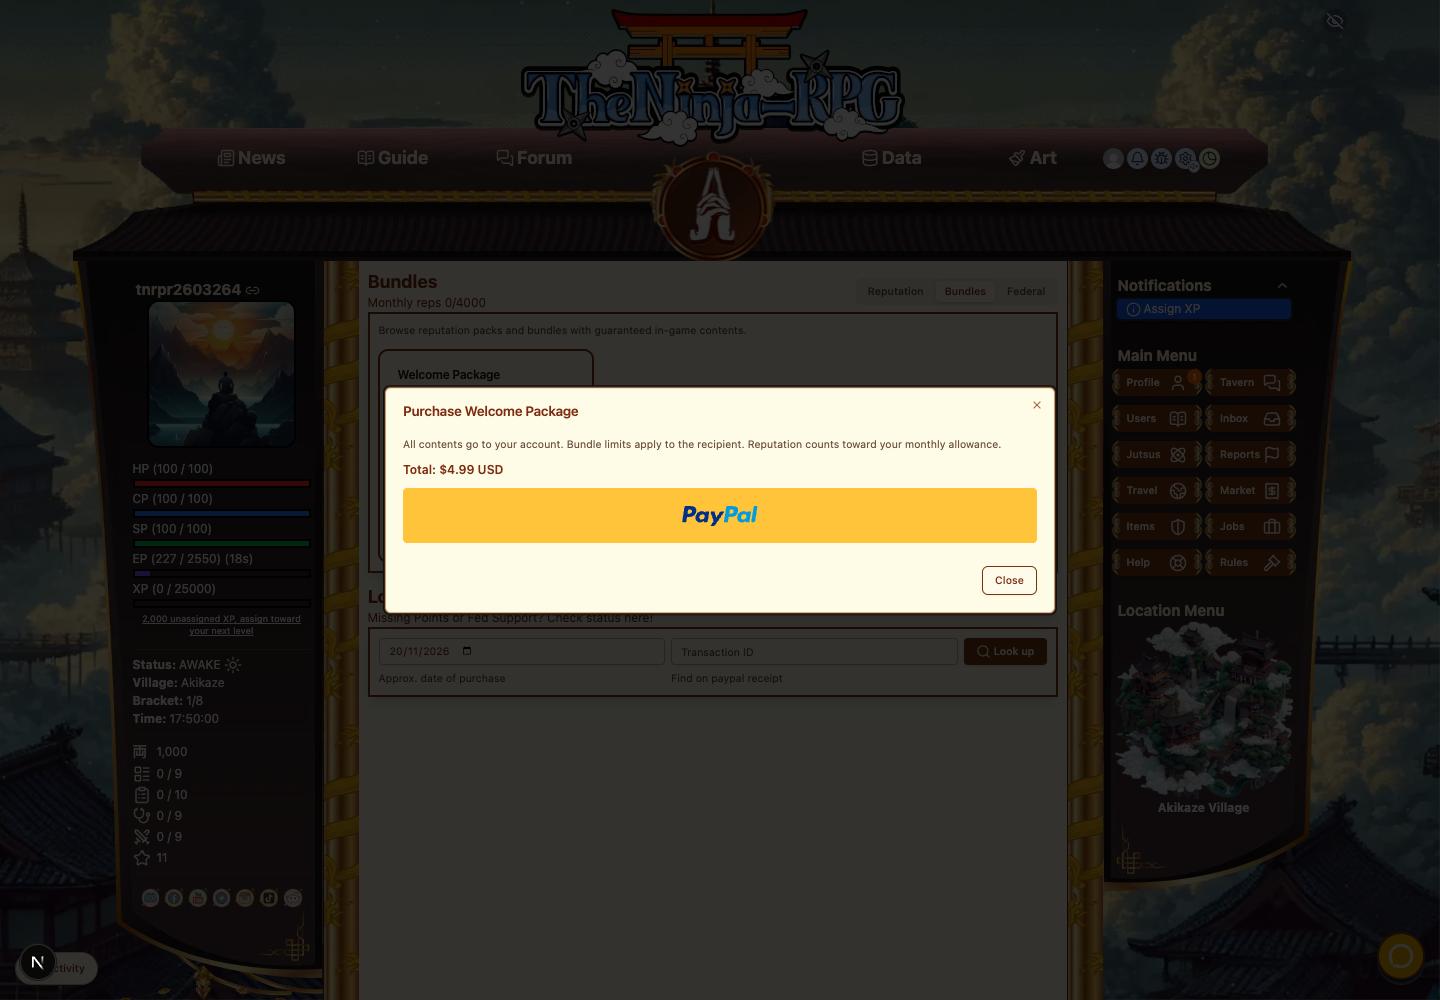 TheNinja-RPG
News
Guide
Forum
Data
Art
tnrpr2603264
HP (100 / 100)
CP (100 / 100)
SP (100 / 100)
EP (227 / 2550) (18s)
XP (0 / 25000)
2,000 unassigned XP, assign toward
your next level
Status: AWAKE
Village: Akikaze
Bracket: 1/8
Time: 17:50:00
両 1,000
0 / 9
0 / 10
0 / 9
0 / 9
11
N
ctivity
Bundles
Monthly reps 0/4000
Reputation
Bundles
Federal
Browse reputation packs and bundles with guaranteed in-game contents.
Welcome Package
Purchase Welcome Package
All contents go to your account. Bundle limits apply to the recipient. Reputation counts toward your monthly allowance.
Total: $4.99 USD
PayPal
Close
Lo
Missing Points or Fed Support? Check status here!
20/11/2026
Transaction ID
Look up
Approx. date of purchase
Find on paypal receipt
Notifications
Assign XP
Main Menu
Profile
1
Tavern
Users
Inbox
Jutsus
Reports
Travel
Market
Items
Jobs
Help
Rules
Location Menu
Akikaze Village